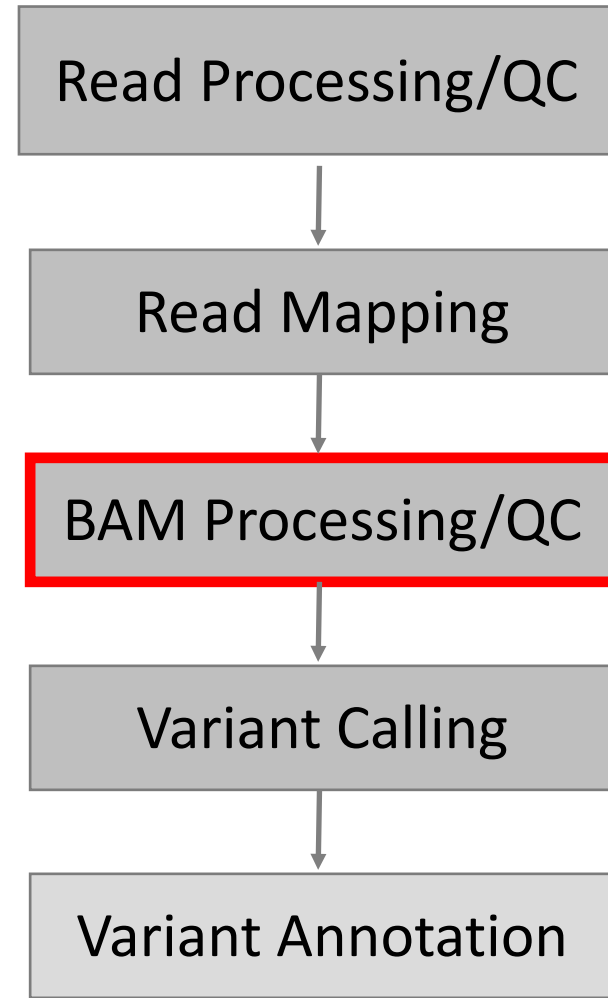 Read Processing/QC
Read Mapping
BAM Processing/QC
Variant Calling
Variant Annotation